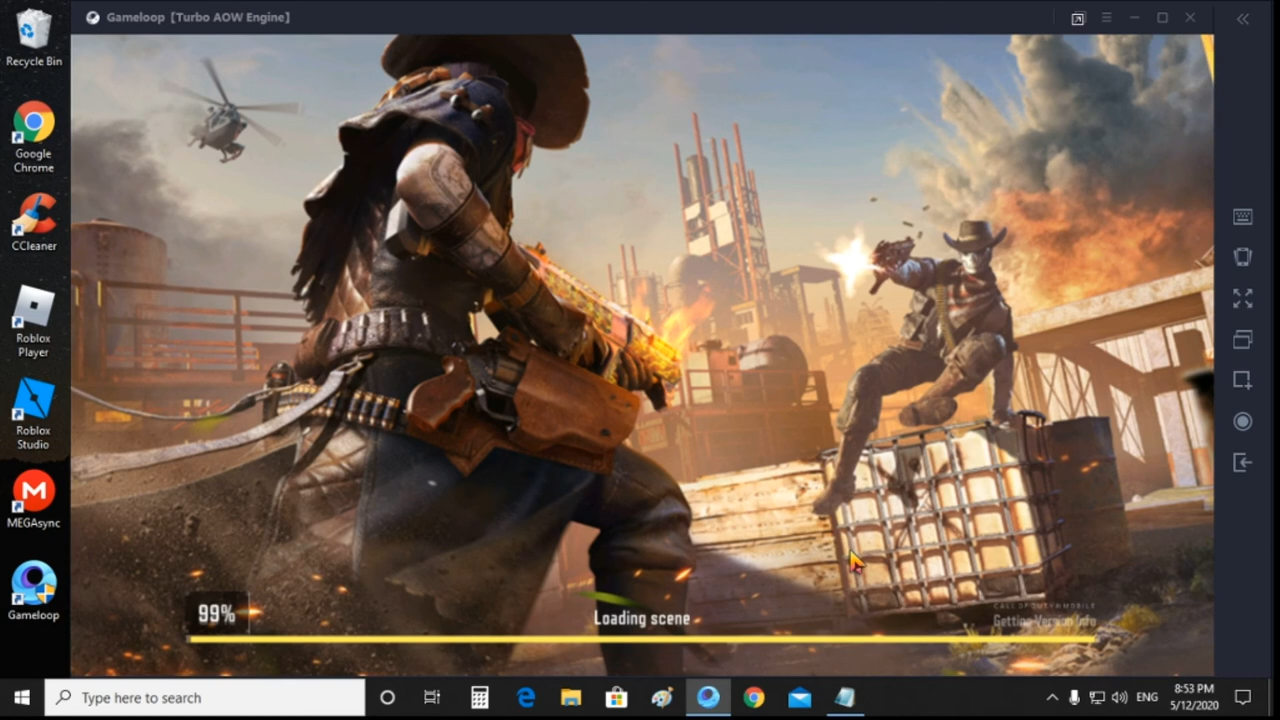 Gameloop [Turbo AOW Engine]
Recycle Bin
Google
Chrome
CCleaner
Roblox
Player
Roblox
Studio
MEGAsync
Gameloop
99%
Loading scene
CALL OF DUTY MOBILE
Getting Version Info
Type here to search
ENG
8:53 PM
5/12/2020